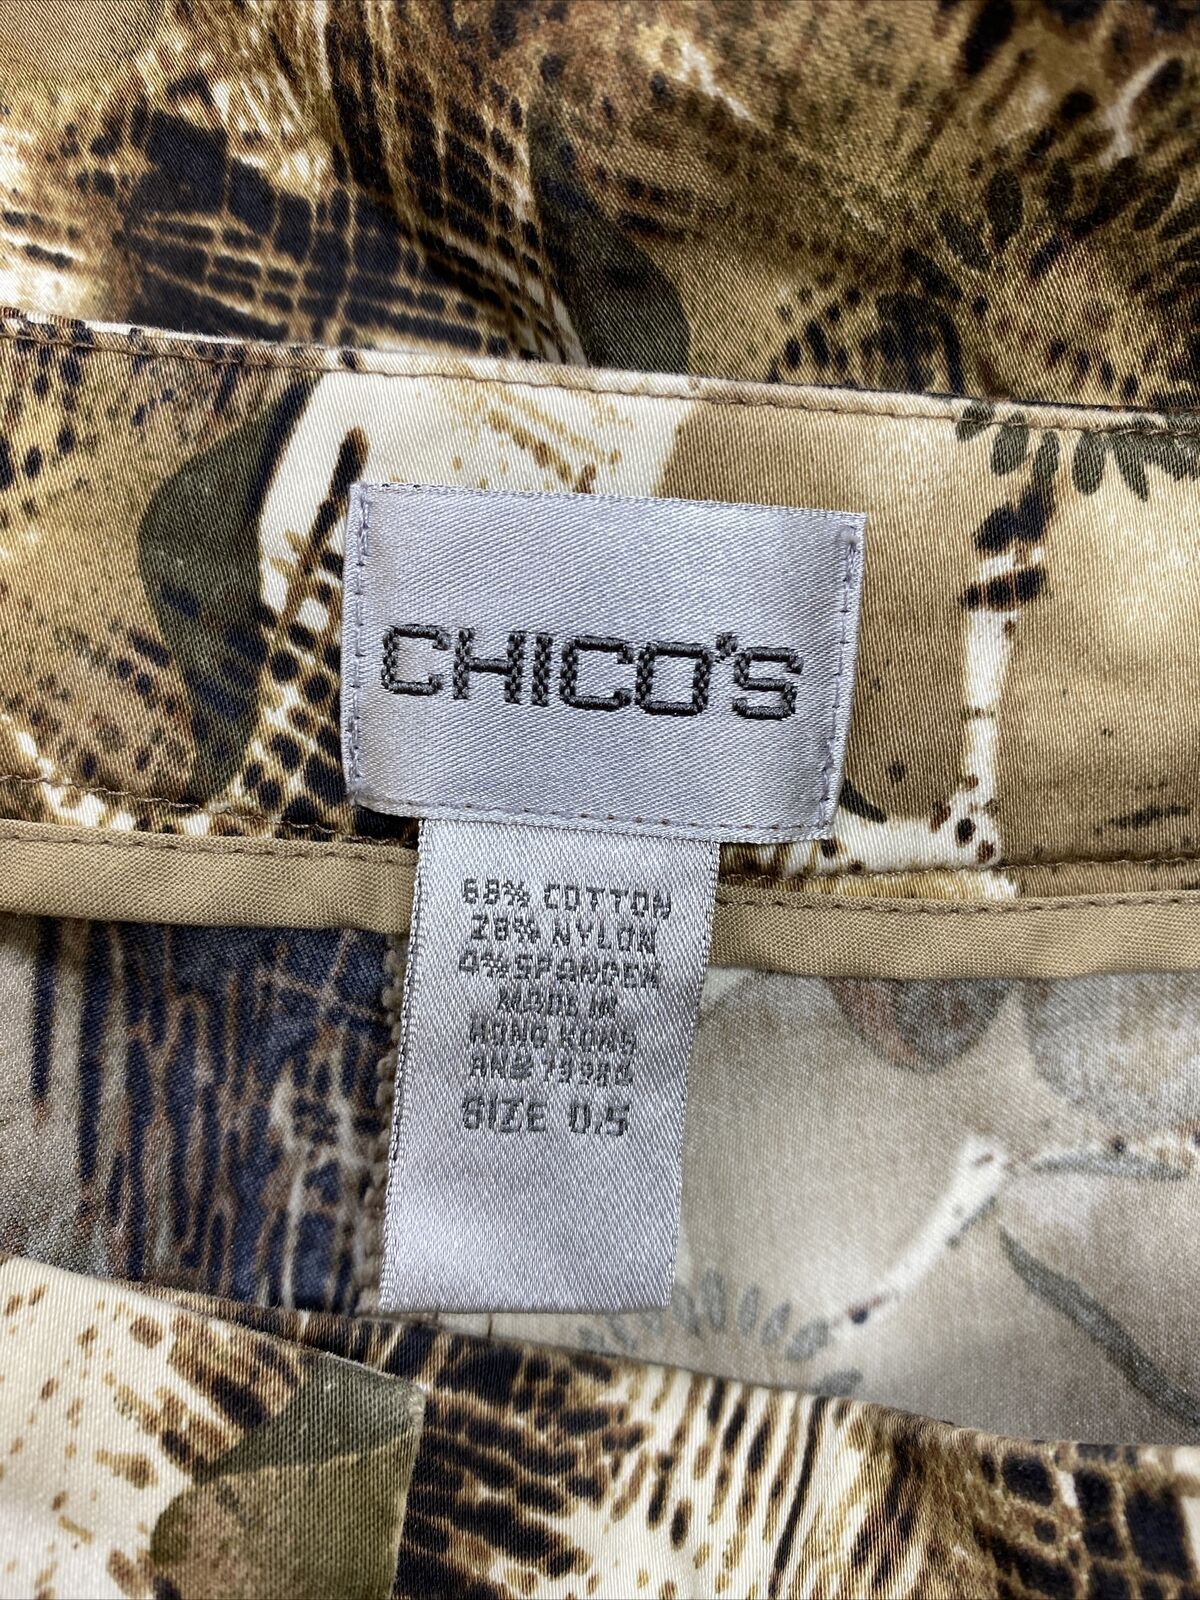 CHICO'S
68% COTTON
28% NYLON
4% SPANDEX
MADE IN
HONG KONG
SIZE 0.5